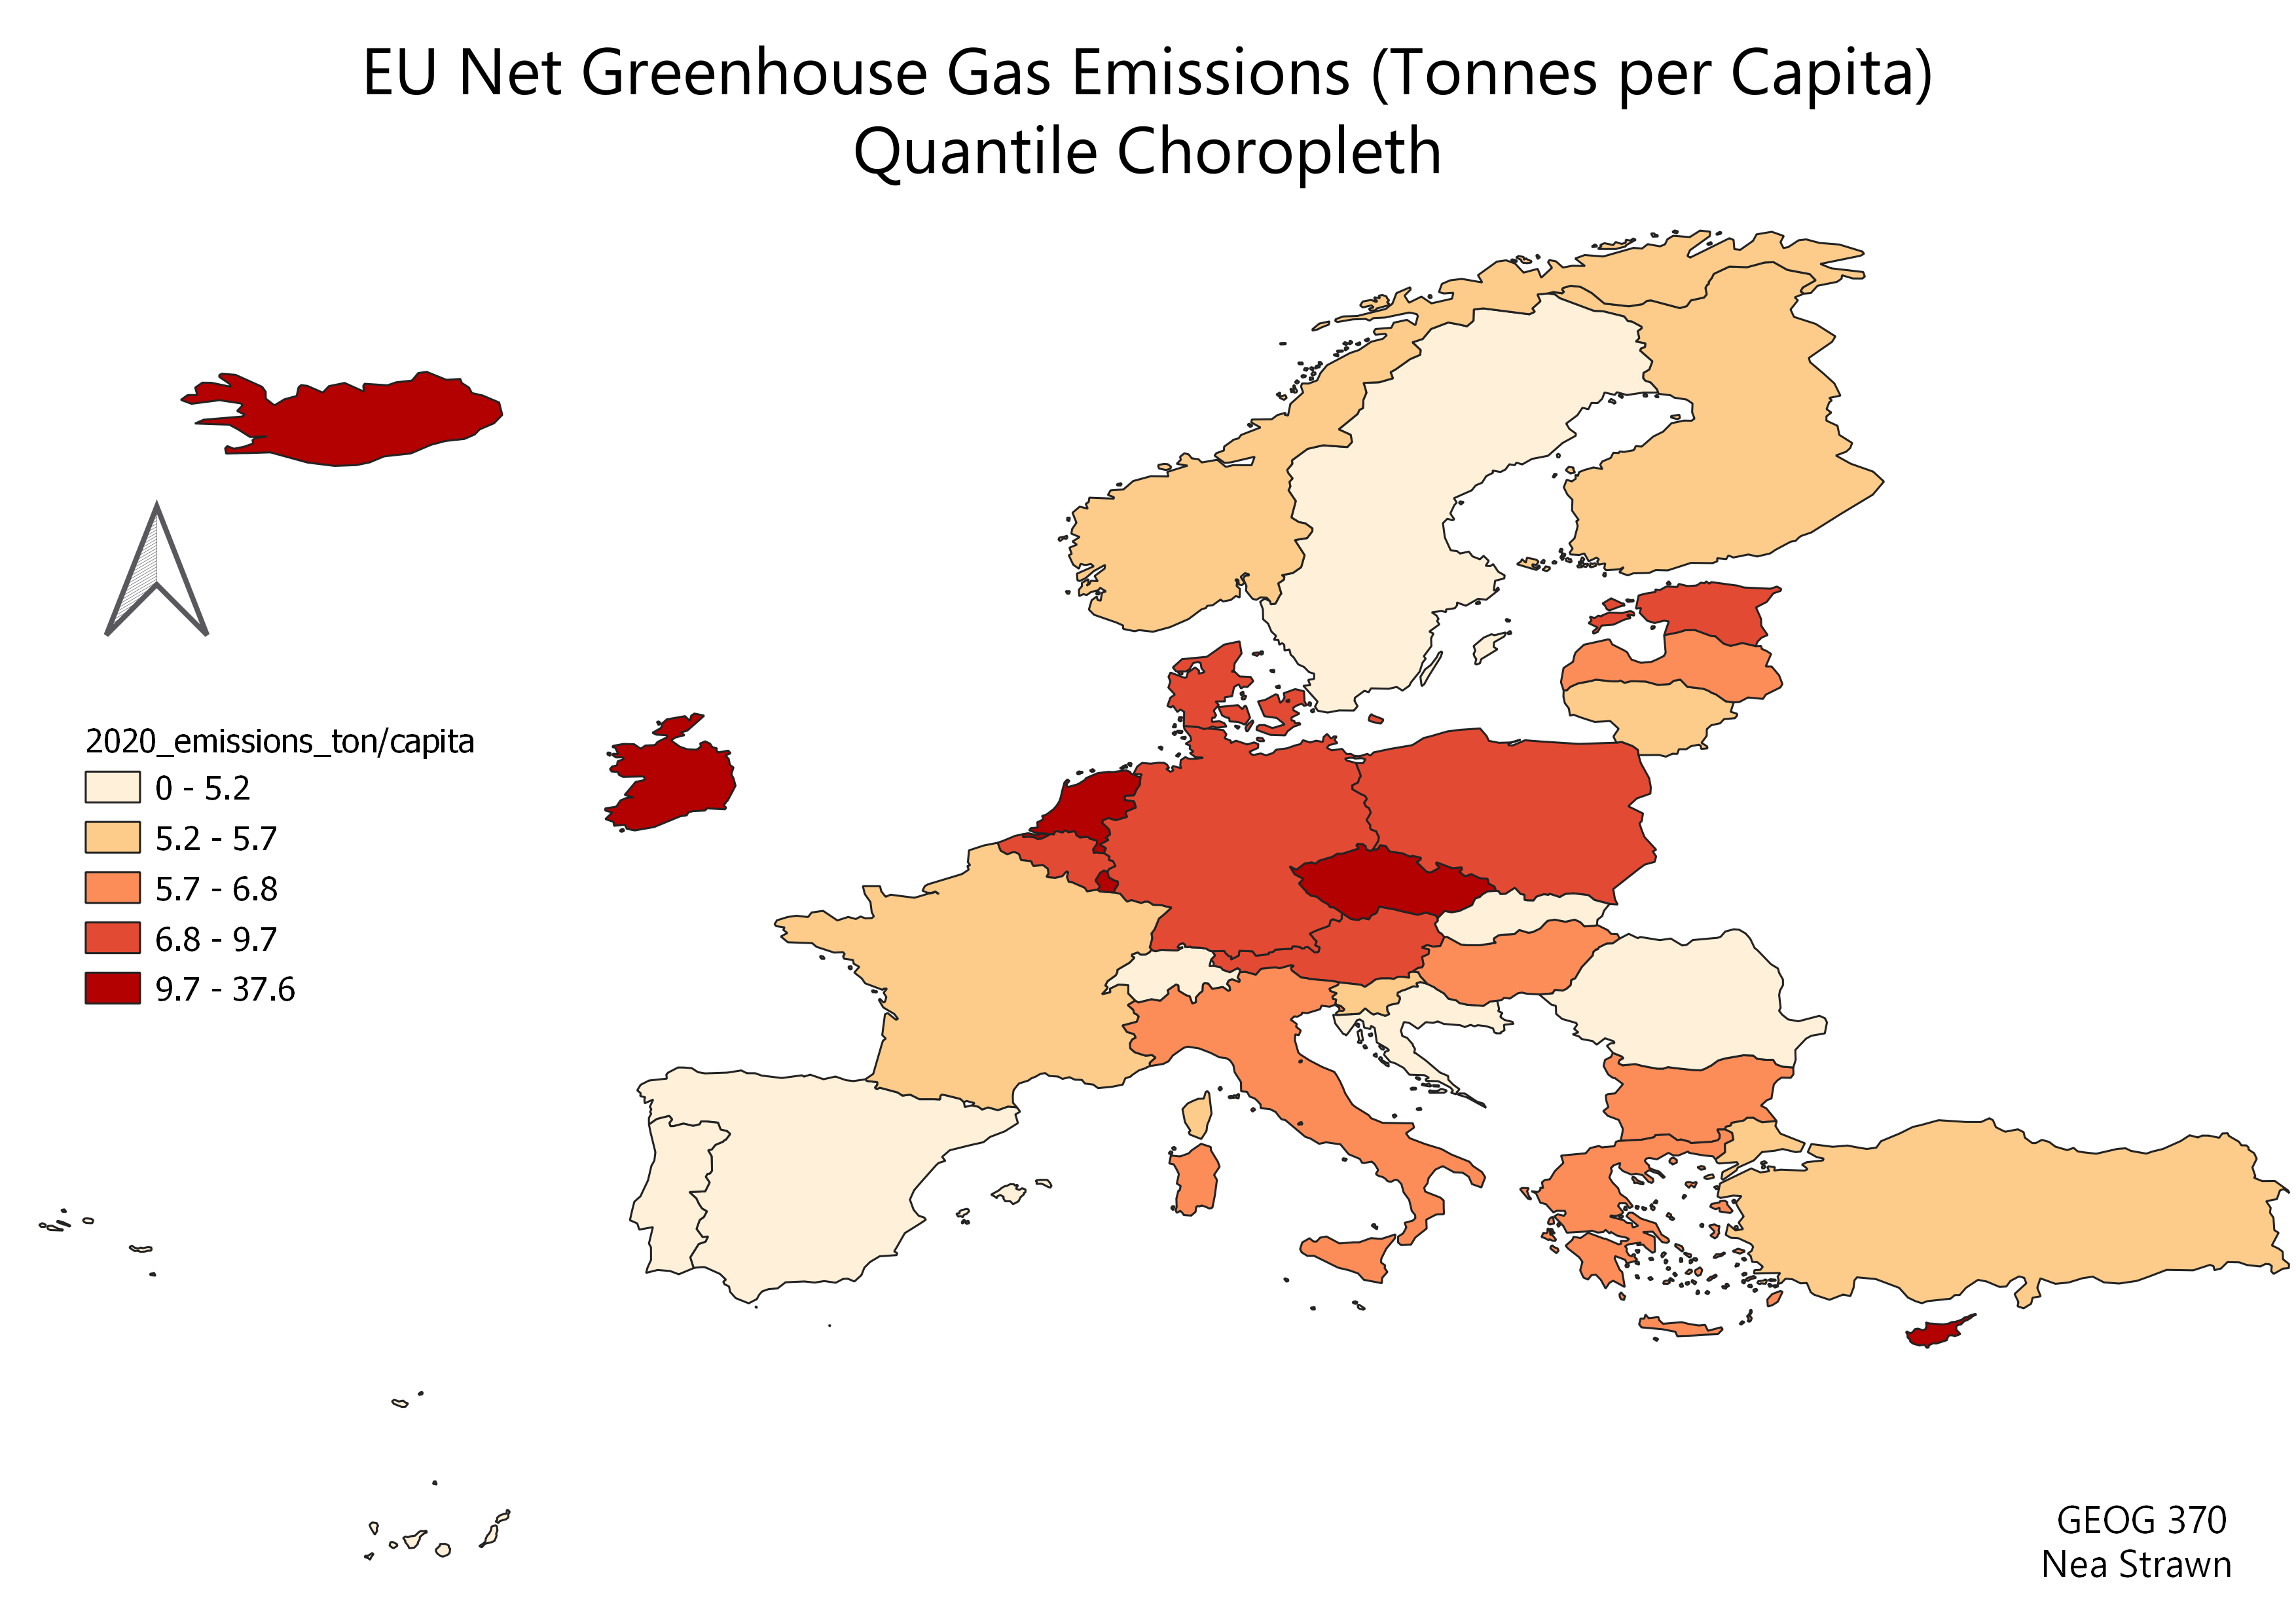 EU Net Greenhouse Gas Emissions (Tonnes per Capita)
Quantile Choropleth
2020_emissions_ton/capita
0 - 5.2
5.2 - 5.7
5.7 - 6.8
6.8 - 9.7
9.7 - 37.6
GEOG 370
Nea Strawn